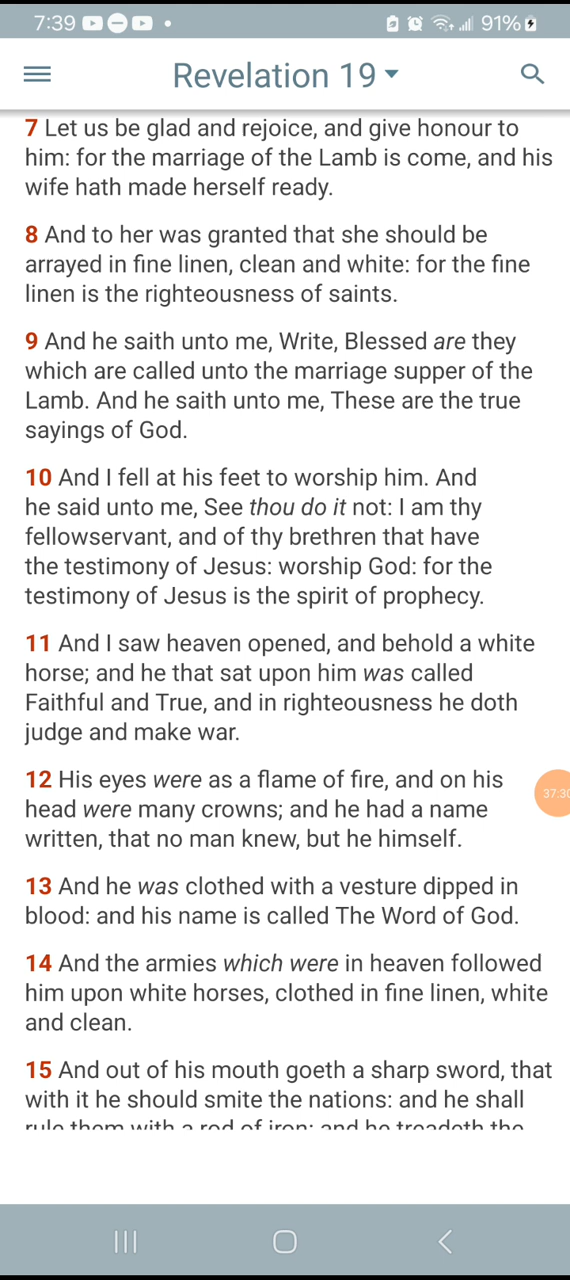 7:39
91%
Revelation 19
7 Let us be glad and rejoice, and give honour to
him: for the marriage of the Lamb is come, and his
wife hath made herself ready.
8 And to her was granted that she should be
arrayed in fine linen, clean and white: for the fine
linen is the righteousness of saints.
9 And he saith unto me, Write, Blessed are they
which are called unto the marriage supper of the
Lamb. And he saith unto me, These are the true
sayings of God.
10 And I fell at his feet to worship him. And
he said unto me, See thou do it not: I am thy
fellowservant, and of thy brethren that have
the testimony of Jesus: worship God: for the
testimony of Jesus is the spirit of prophecy.
11 And I saw heaven opened, and behold a white
horse; and he that sat upon him was called
Faithful and True, and in righteousness he doth
judge and make war.
12 His eyes were as a flame of fire, and on his
head were many crowns; and he had a name
written, that no man knew, but he himself.
37:30
13 And he was clothed with a vesture dipped in
blood: and his name is called The Word of God.
14 And the armies which were in heaven followed
him upon white horses, clothed in fine linen, white
and clean.
15 And out of his mouth goeth a sharp sword, that
with it he should smite the nations: and he shall
rule them with a rod of iron: and he treadeth the